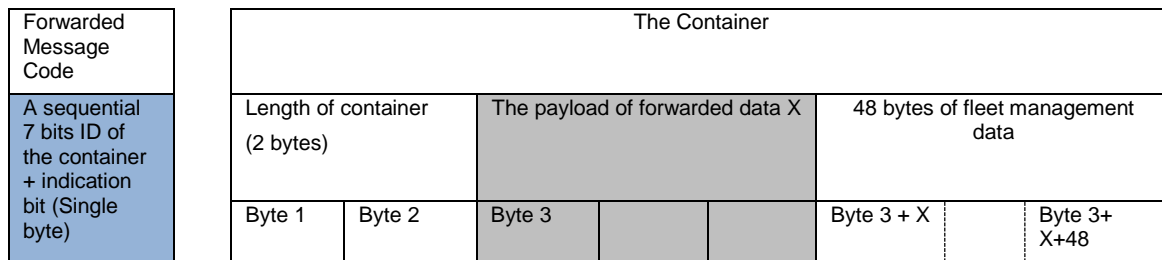 Forwarded
Message
Code
The Container
A sequential
7 bits ID of
the container
+ indication
bit (Single
byte)
Length of container
(2 bytes)
The payload of forwarded data X
48 bytes of fleet management
data
Byte 1
Byte 2
Byte 3
Byte 3 + X
Byte 3+
X+48